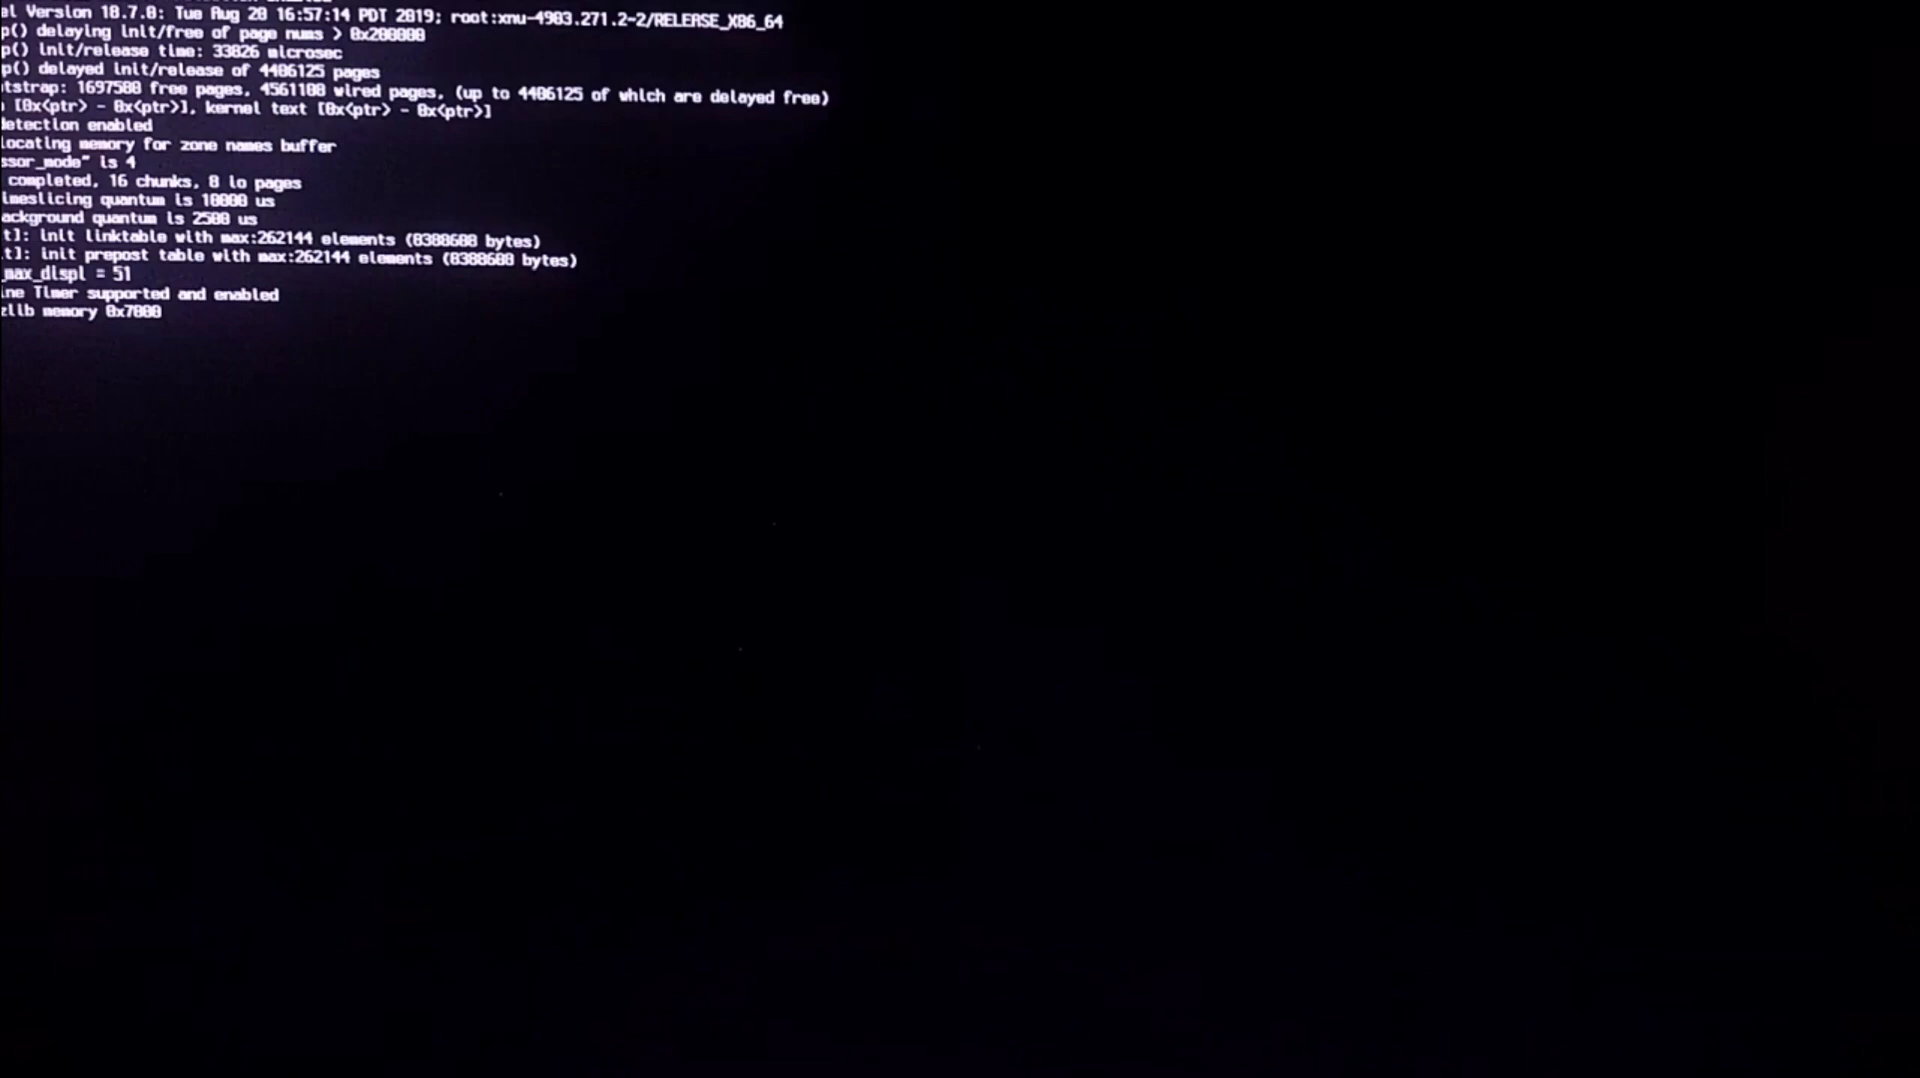 el Version 18.7.0: Tue Aug 20 16:57:14 PDT 2019; root:xnu-4903.271.2~2/RELEASE_X86_64
p() delaying init/free of page nums > 0x200000
p() init/release time: 33026 microsec
p() delayed init/release of 4406125 pages
tstrap: 1697500 free pages, 4561108 wired pages, (up to 4406125 of which are delayed free)
[0x<ptr> - 0x<ptr>], kernel text [0x<ptr> - 0x<ptr>]
detection enabled
locating memory for zone names buffer
ssor_mode" is 4
completed, 16 chunks, 8 io pages
imeslicing quantum is 10000 us
ackground quantum is 2500 us
t]: init linktable with max:262144 elements (8388608 bytes)
t]: init prepost table with max:262144 elements (8388608 bytes)
_max_displ = 51
ine Timer supported and enabled
zlib memory 0x7000